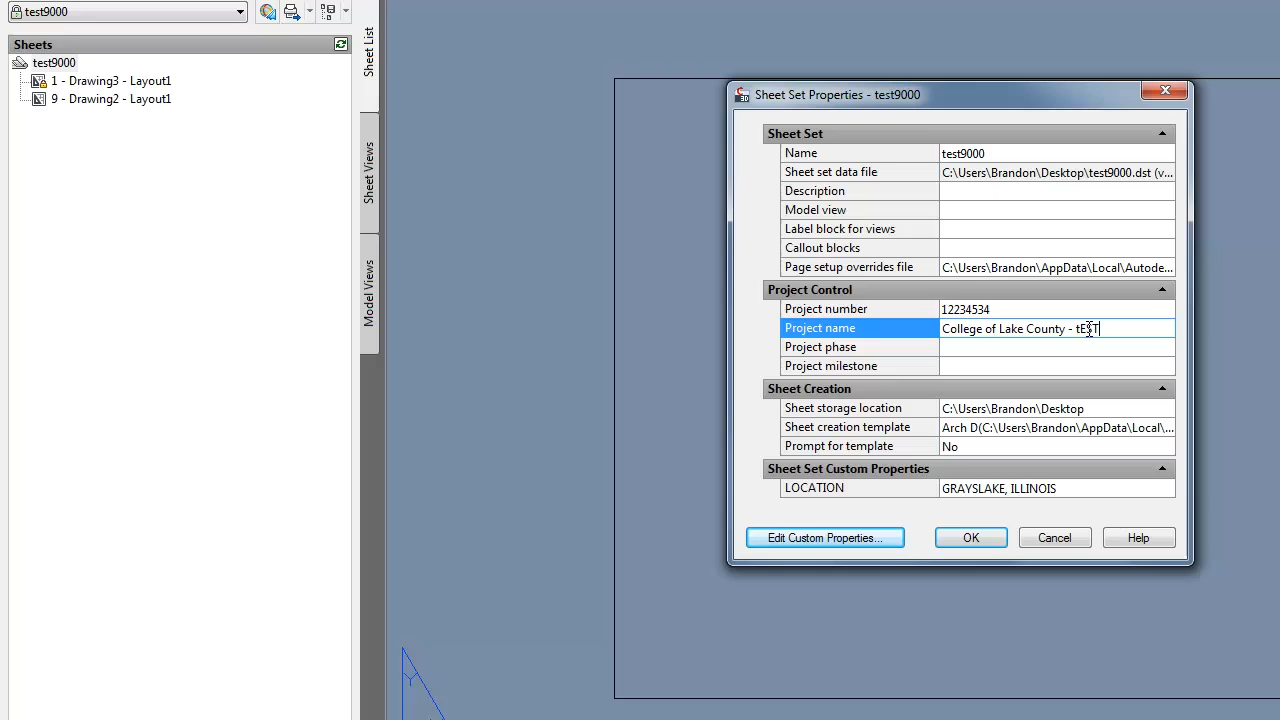 test9000
Sheets
test9000
1 - Drawing3 - Layout1
9 - Drawing2 - Layout1
Sheet List
Sheet Views
Model Views
Sheet Set Properties - test9000
Sheet Set
Name test9000
Sheet set data file C:\Users\Brandon\Desktop\test9000.dst (v...
Description
Model view
Label block for views
Callout blocks
Page setup overrides file C:\Users\Brandon\AppData\Local\Autode...
Project Control
Project number 12234534
Project name College of Lake County - tEST
Project phase
Project milestone
Sheet Creation
Sheet storage location C:\Users\Brandon\Desktop
Sheet creation template Arch D(C:\Users\Brandon\AppData\Local\...
Prompt for template No
Sheet Set Custom Properties
LOCATION GRAYSLAKE, ILLINOIS
Edit Custom Properties... OK Cancel Help
Y